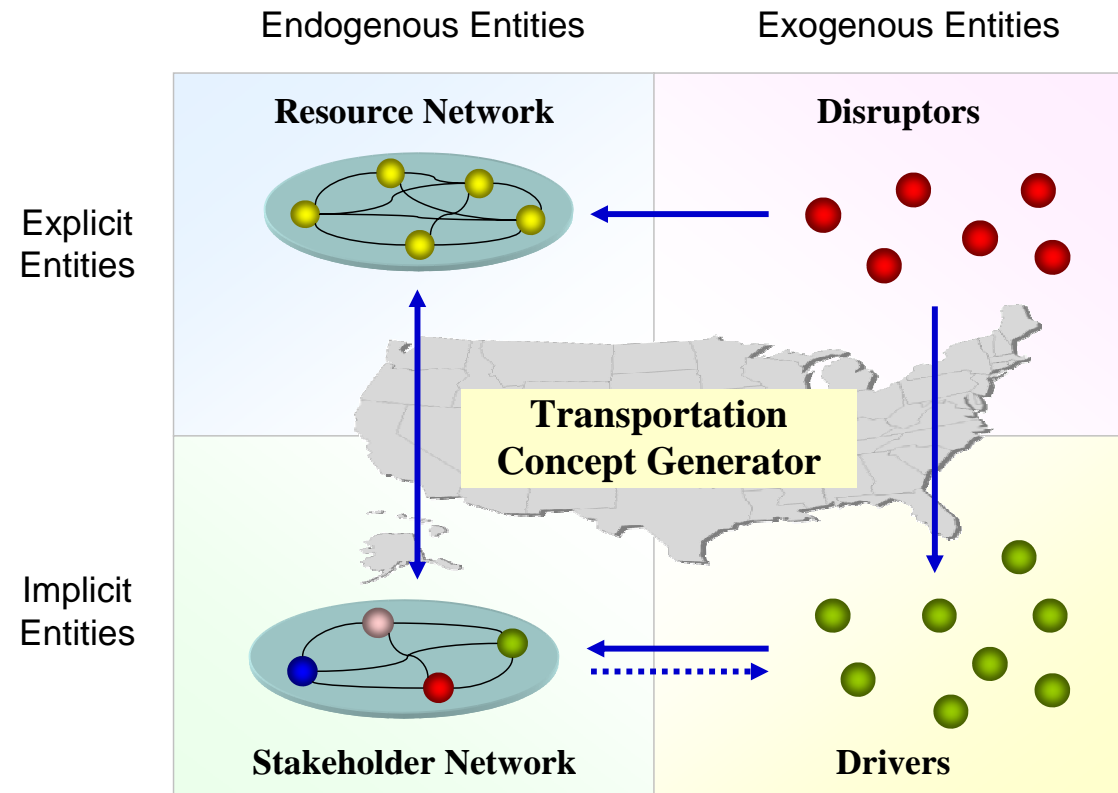 Endogenous Entities
Exogenous Entities
Resource Network
Disruptors
Explicit
Entities
Transportation
Concept Generator
Implicit
Entities
Stakeholder Network
Drivers